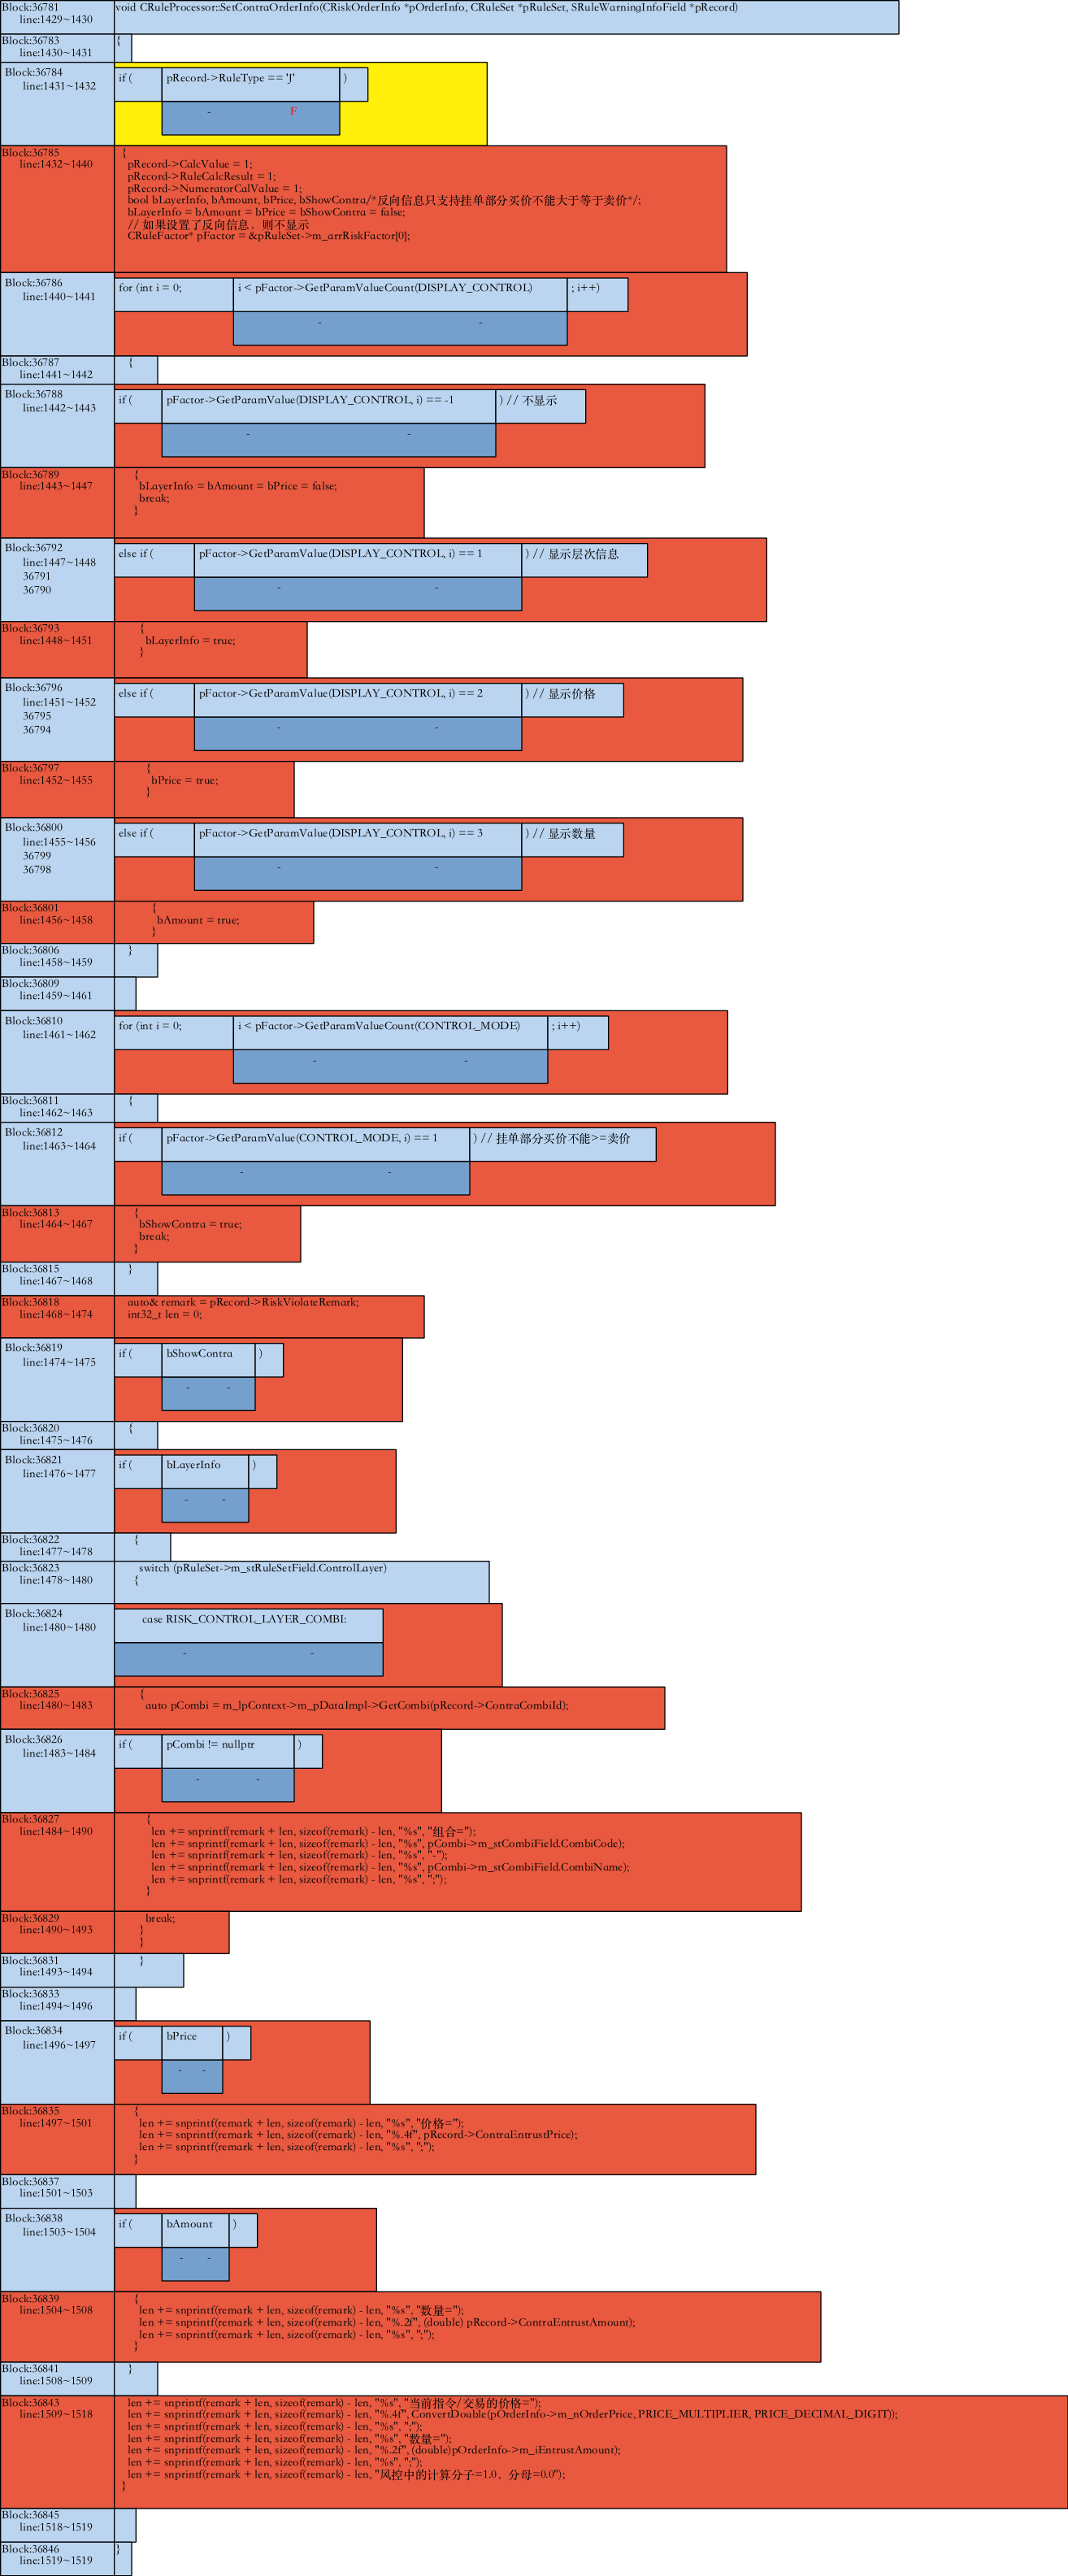 Block:36781 void CRuleProcessor::SetContraOrderInfo(CRiskOrderInfo *pOrderInfo, CRuleSet *pRuleSet, SRuleWarningInfoField *pRecord)
line:1429~1430
Block:36783 {
line:1430~1431
Block:36784 if ( pRecord->RuleType == 'J' )
line:1431~1432
- F
Block:36785 {
line:1432~1440 pRecord->CalcValue = 1;
pRecord->RuleCalcResult = 1;
pRecord->NumeratorCalValue = 1;
bool bLayerInfo, bAmount, bPrice, bShowContra/*反向信息只支持挂单部分买价不能大于等于卖价*/;
bLayerInfo = bAmount = bPrice = bShowContra = false;
// 如果设置了反向信息，则不显示
CRuleFactor* pFactor = &pRuleSet->m_arrRiskFactor[0];
Block:36786 for (int i = 0; i < pFactor->GetParamValueCount(DISPLAY_CONTROL) ; i++)
line:1440~1441
- -
Block:36787 {
line:1441~1442
Block:36788 if ( pFactor->GetParamValue(DISPLAY_CONTROL, i) == -1 ) // 不显示
line:1442~1443
- -
Block:36789 {
line:1443~1447 bLayerInfo = bAmount = bPrice = false;
break;
}
Block:36792 else if ( pFactor->GetParamValue(DISPLAY_CONTROL, i) == 1 ) // 显示层次信息
line:1447~1448
36791
36790 - -
Block:36793 {
line:1448~1451 bLayerInfo = true;
}
Block:36796 else if ( pFactor->GetParamValue(DISPLAY_CONTROL, i) == 2 ) // 显示价格
line:1451~1452
36795
36794 - -
Block:36797 {
line:1452~1455 bPrice = true;
}
Block:36800 else if ( pFactor->GetParamValue(DISPLAY_CONTROL, i) == 3 ) // 显示数量
line:1455~1456
36799
36798 - -
Block:36801 {
line:1456~1458 bAmount = true;
}
Block:36806 }
line:1458~1459
Block:36809
line:1459~1461
Block:36810 for (int i = 0; i < pFactor->GetParamValueCount(CONTROL_MODE) ; i++)
line:1461~1462
- -
Block:36811 {
line:1462~1463
Block:36812 if ( pFactor->GetParamValue(CONTROL_MODE, i) == 1 ) // 挂单部分买价不能>=卖价
line:1463~1464
- -
Block:36813 {
line:1464~1467 bShowContra = true;
break;
}
Block:36815 }
line:1467~1468
Block:36818 auto& remark = pRecord->RiskViolateRemark;
line:1468~1474 int32_t len = 0;
Block:36819 if ( bShowContra )
line:1474~1475
- -
Block:36820 {
line:1475~1476
Block:36821 if ( bLayerInfo )
line:1476~1477
- -
Block:36822 {
line:1477~1478
Block:36823 switch (pRuleSet->m_stRuleSetField.ControlLayer)
line:1478~1480 {
Block:36824 case RISK_CONTROL_LAYER_COMBI:
line:1480~1480
- -
Block:36825 {
line:1480~1483 auto pCombi = m_lpContext->m_pDataImpl->GetCombi(pRecord->ContraCombiId);
Block:36826 if ( pCombi != nullptr )
line:1483~1484
- -
Block:36827 {
line:1484~1490 len += snprintf(remark + len, sizeof(remark) - len, "%s", "组合=");
len += snprintf(remark + len, sizeof(remark) - len, "%s", pCombi->m_stCombiField.CombiCode);
len += snprintf(remark + len, sizeof(remark) - len, "%s", "-");
len += snprintf(remark + len, sizeof(remark) - len, "%s", pCombi->m_stCombiField.CombiName);
len += snprintf(remark + len, sizeof(remark) - len, "%s", ";");
}
Block:36829 break;
line:1490~1493 }
}
Block:36831 }
line:1493~1494
Block:36833
line:1494~1496
Block:36834 if ( bPrice )
line:1496~1497
- -
Block:36835 {
line:1497~1501 len += snprintf(remark + len, sizeof(remark) - len, "%s", "价格=");
len += snprintf(remark + len, sizeof(remark) - len, "%.4f", pRecord->ContraEntrustPrice);
len += snprintf(remark + len, sizeof(remark) - len, "%s", ";");
}
Block:36837
line:1501~1503
Block:36838 if ( bAmount )
line:1503~1504
- -
Block:36839 {
line:1504~1508 len += snprintf(remark + len, sizeof(remark) - len, "%s", "数量=");
len += snprintf(remark + len, sizeof(remark) - len, "%.2f", (double) pRecord->ContraEntrustAmount);
len += snprintf(remark + len, sizeof(remark) - len, "%s", ";");
}
Block:36841 }
line:1508~1509
Block:36843 len += snprintf(remark + len, sizeof(remark) - len, "%s", "当前指令/交易的价格=");
line:1509~1518 len += snprintf(remark + len, sizeof(remark) - len, "%.4f", ConvertDouble(pOrderInfo->m_nOrderPrice, PRICE_MULTIPLIER, PRICE_DECIMAL_DIGIT));
len += snprintf(remark + len, sizeof(remark) - len, "%s", ";");
len += snprintf(remark + len, sizeof(remark) - len, "%s", "数量=");
len += snprintf(remark + len, sizeof(remark) - len, "%.2f", (double)pOrderInfo->m_iEntrustAmount);
len += snprintf(remark + len, sizeof(remark) - len, "%s", ";");
len += snprintf(remark + len, sizeof(remark) - len, "风控中的计算分子=1.0，分母=0.0");
}
Block:36845
line:1518~1519
Block:36846 }
line:1519~1519